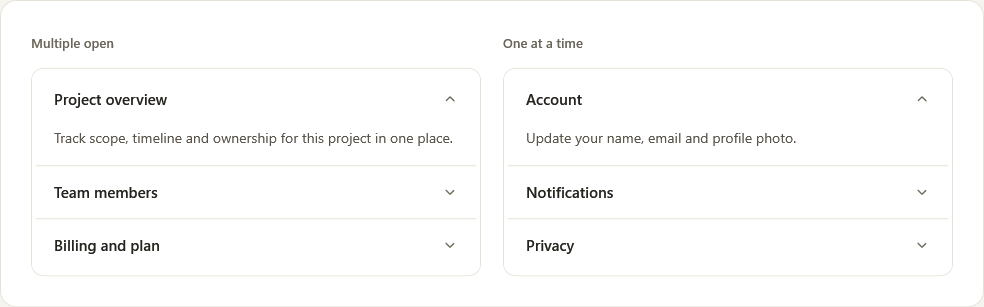 Multiple open
Project overview
Track scope, timeline and ownership for this project in one place.
Team members
Billing and plan
One at a time
Account
Update your name, email and profile photo.
Notifications
Privacy